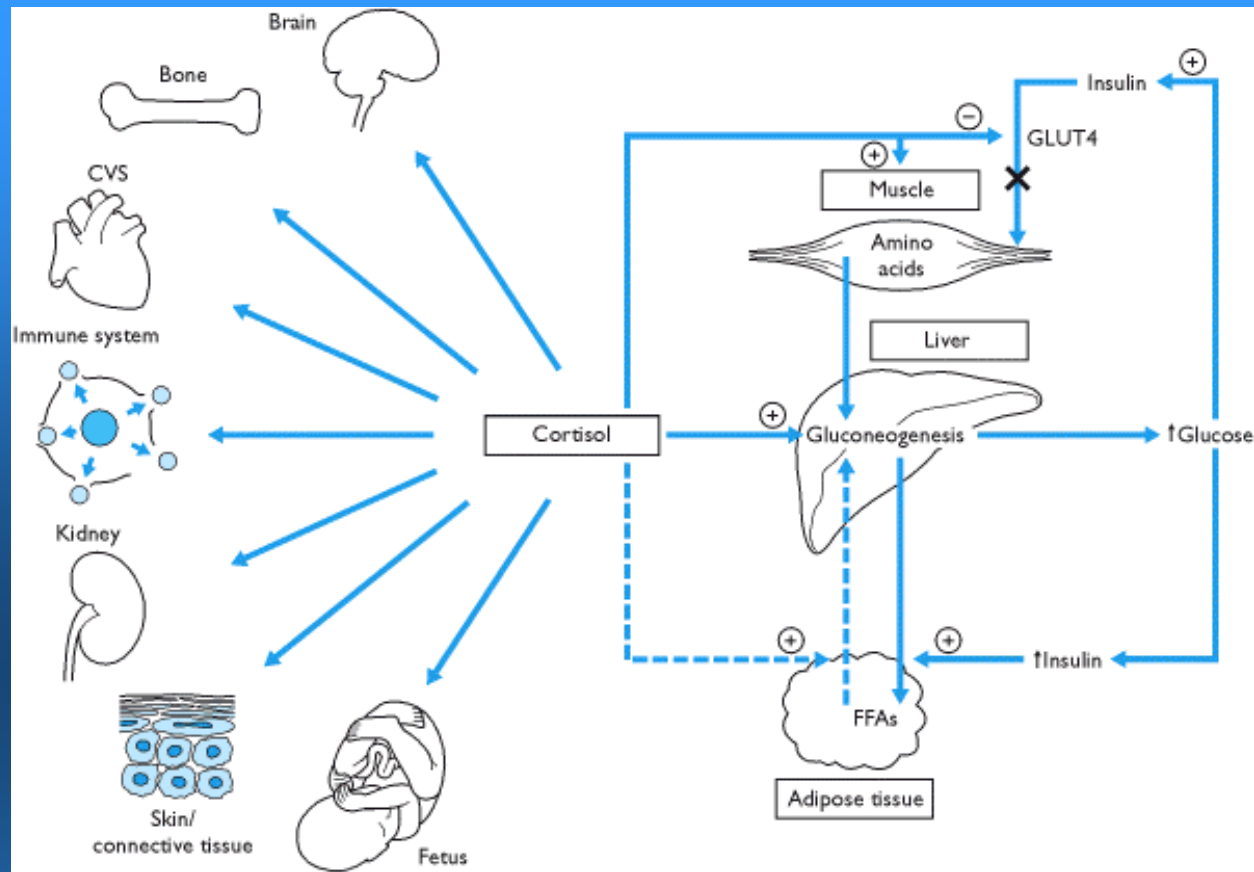 Brain
Bone
CVS
Immune system
Kidney
Skin/
connective tissue
Fetus
Cortisol
+
−
+
Insulin
GLUT4
+
Muscle
Amino
acids
Liver
+
Gluconeogenesis
↑Glucose
+
+
↑Insulin
FFAs
Adipose tissue